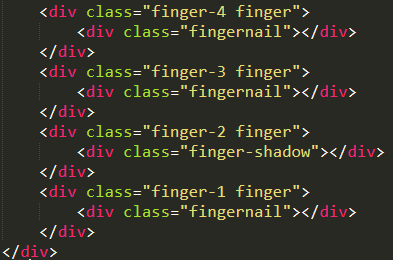 <div class="finger-4 finger">
<div class="fingernail"></div>
</div>
<div class="finger-3 finger">
<div class="fingernail"></div>
</div>
<div class="finger-2 finger">
<div class="finger-shadow"></div>
</div>
<div class="finger-1 finger">
<div class="fingernail"></div>
</div>
</div>